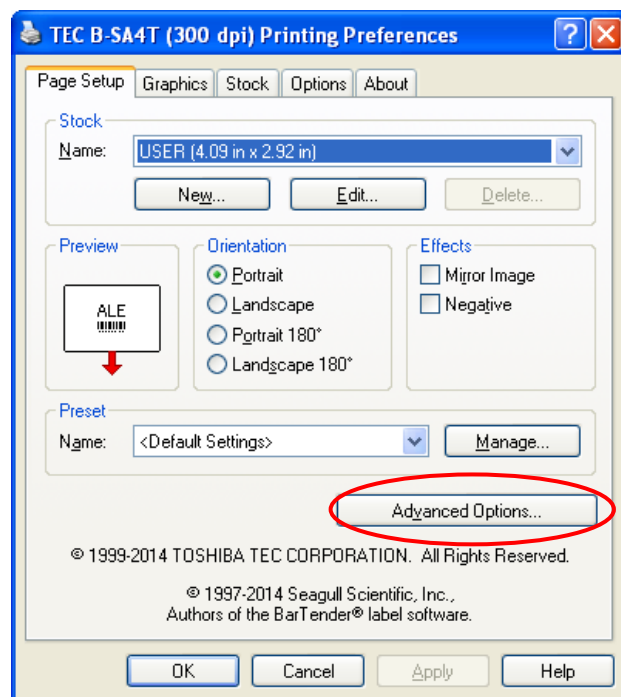 TEC B-SA4T (300 dpi) Printing Preferences
Page Setup Graphics Stock Options About
Stock
Name: USER (4.09 in x 2.92 in)
New... Edit... Delete...
Preview Orientation Effects
ALE
Portrait
Landscape
Portrait 180°
Landscape 180°
Mirror Image
Negative
Preset
Name: <Default Settings> Manage...
Advanced Options...
© 1999-2014 TOSHIBA TEC CORPORATION. All Rights Reserved.
© 1997-2014 Seagull Scientific, Inc.,
Authors of the BarTender® label software.
OK Cancel Apply Help